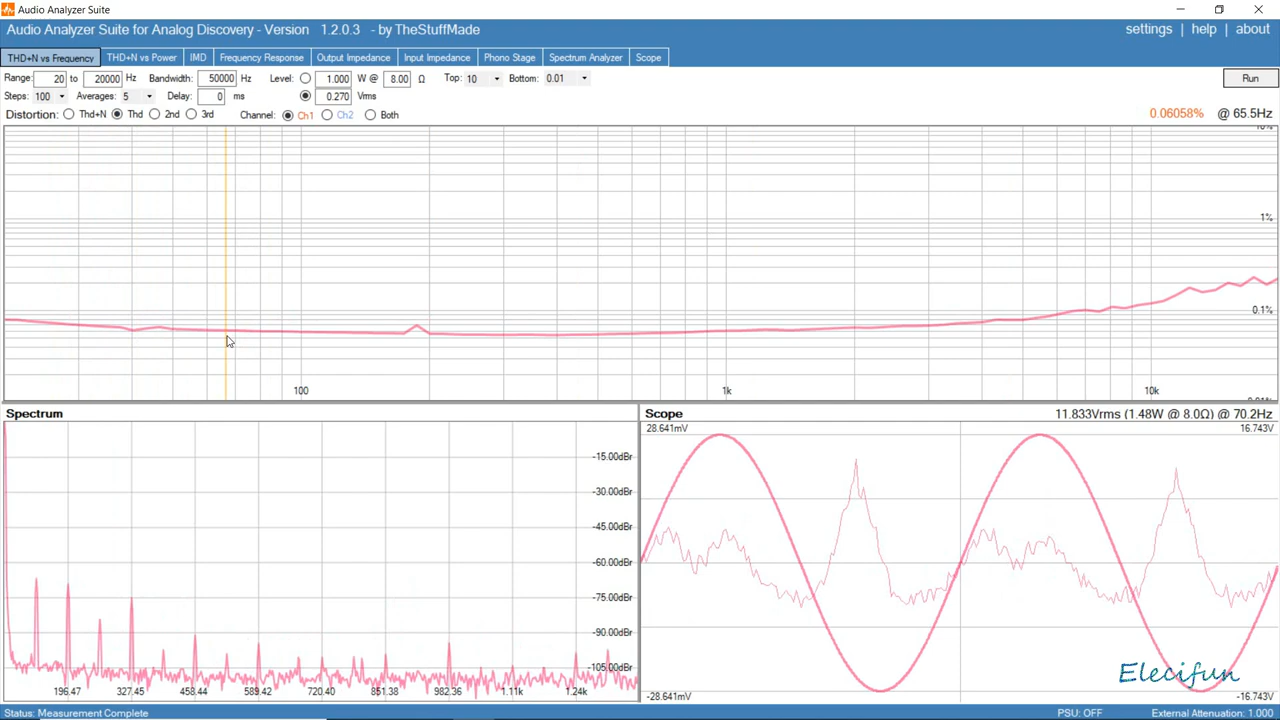 Audio Analyzer Suite
Audio Analyzer Suite for Analog Discovery - Version 1.2.0.3 - by TheStuffMade
settings | help | about
THD+N vs Frequency THD+N vs Power IMD Frequency Response Output Impedance Input Impedance Phono Stage Spectrum Analyzer Scope
Range: 20 to 20000 Hz Bandwidth: 50000 Hz Level: 1.000 W @ 8.00 Ω Top: 10 Bottom: 0.01 Run
Steps: 100 Averages: 5 Delay: 0 ms 0.270 Vrms
Distortion: Thd+N Thd 2nd 3rd Channel: Ch1 Ch2 Both 0.06058% @ 65.5Hz
10%
1%
0.1%
100 1k 10k
0.01%
Spectrum
-15.00dBr
-30.00dBr
-45.00dBr
-60.00dBr
-75.00dBr
-90.00dBr
-105.00dBr
196.47 327.45 458.44 589.42 720.40 851.38 982.36 1.11k 1.24k
Scope 11.833Vrms (1.48W @ 8.0Ω) @ 70.2Hz
28.641mV 16.743V
Elecifun
-28.641mV -16.743V
Status: Measurement Complete PSU: OFF External Attenuation: 1.000